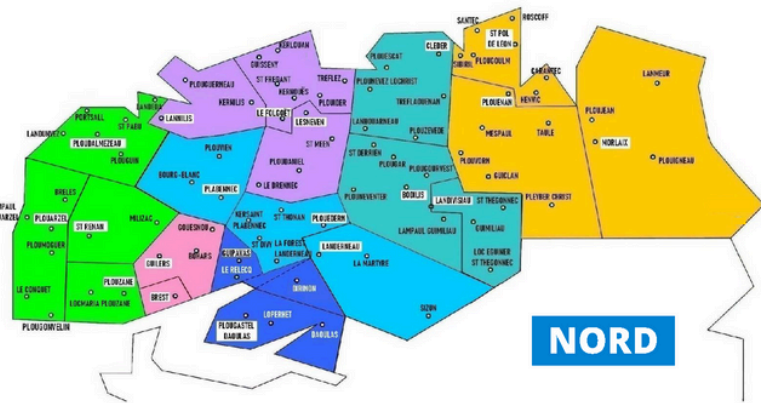 ROSCOFF
SANTEC
ST POL
DE LEON
CLEDER
KERLOUAN
GUISSENY
PLOUESCAT
SIBIRIL
PLOUGOULM
CARANTEC
LANMEUR
ST FREGANT
TREFLEZ
PLOUNEVEZ LOCHRIST
PLOUGUERNEAU
KERNOUES
PLOUIDER
TREFLAOUENAN
PLOUENAN
HENVIC
LANDEDA
KERNILIS
LE FOLGOËT
LESNEVEN
PORTSALL
LANNILIS
ST PABU
LANHOUARNEAU
MESPAUL
TAULE
PLOUJEAN
LANDUNVEZ
PLOUDALMEZEAU
ST MEEN
PLOUZEVEDE
MORLAIX
ST DERRIEN
PLOUGUIN
PLOUVIEN
PLOUGAR
PLOUVORN
PLOUIGNEAU
PLOUDANIEL
PLOUGOURVEST
BOURG-BLANC
GUICLAN
LE DRENNEC
PLOUNEVENTER
BODILIS
BRELES
PLABENNEC
LANDIVISIAU
ST THEGONNEC
PLEYBER CHRIST
PLOUARZEL
MILIZAC
KERSAINT
PLABENNEC
ST THONAN
PLOUEDERN
LAMPAUL GUIMILIAU
GUIMILIAU
ST RENAN
GOUESNOU
ST DIVY
LA FOREST
LANDERNEAU
LANDERNEAU
PLOUMOGUER
GUILERS
BOHARS
GUIPAVAS
LA MARTYRE
LOC EGUINER
ST THEGONNEC
LE RELECQ
PLOUZANE
DIRINON
LE CONQUET
LOCMARIA PLOUZANE
BREST
PLOUGONVELIN
PLOUGASTEL
DAOULAS
LOPERHET
DAOULAS
SIZUN
NORD